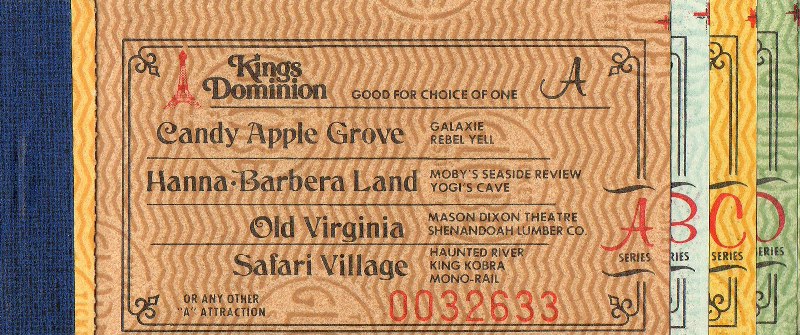 Kings
Dominion
GOOD FOR CHOICE OF ONE
A
Candy Apple Grove
GALAXIE
REBEL YELL
Hanna-Barbera Land
MOBY'S SEASIDE REVIEW
YOGI'S CAVE
Old Virginia
MASON DIXON THEATRE
SHENANDOAH LUMBER CO.
Safari Village
HAUNTED RIVER
KING KOBRA
MONO-RAIL
OR ANY OTHER
"A" ATTRACTION
0032633
A
SERIES
B
SERIES
C
SERIES
D
SERIES